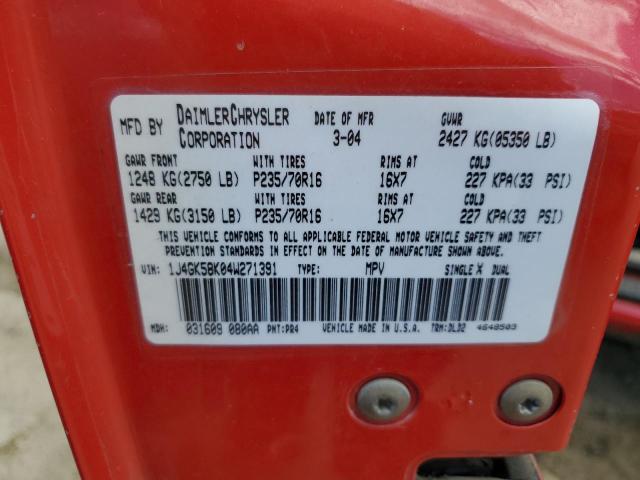 MFD BY DAIMLERCHRYSLER CORPORATION DATE OF MFR 3-04 GVWR 2427 KG(05350 LB)
GAWR FRONT WITH TIRES RIMS AT COLD
1248 KG(2750 LB) P235/70R16 16X7 227 KPA(33 PSI)
GAWR REAR WITH TIRES RIMS AT COLD
1429 KG(3150 LB) P235/70R16 16X7 227 KPA(33 PSI)
THIS VEHICLE CONFORMS TO ALL APPLICABLE FEDERAL MOTOR VEHICLE SAFETY AND THEFT
PREVENTION STANDARDS IN EFFECT ON THE DATE OF MANUFACTURE SHOWN ABOVE.
VIN: 1J4GK58K04W271391 TYPE: MPV SINGLE X DUAL
MDH: 031609 080AA PNT:PR4 VEHICLE MADE IN U.S.A. TRM:DLD2 4648503